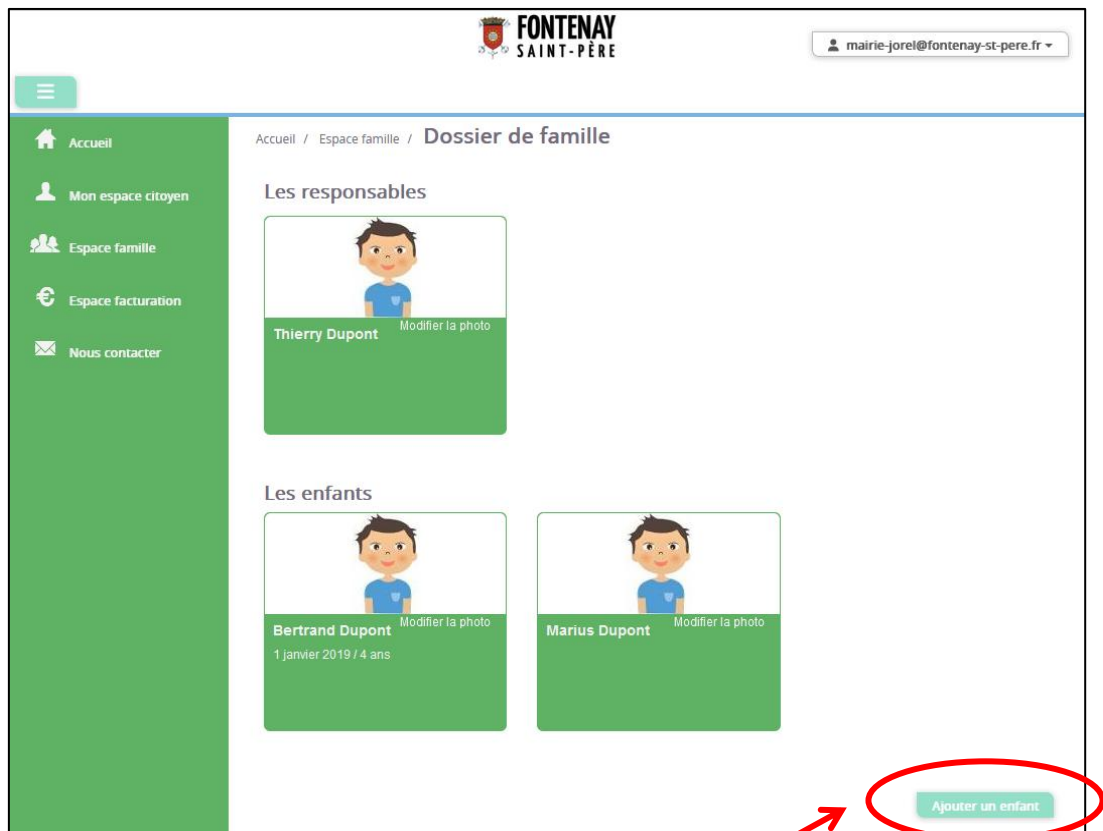 FONTENAY
SAINT-PÈRE
mairie-jorel@fontenay-st-pere.fr
Accueil
Mon espace citoyen
Espace famille
Espace facturation
Nous contacter
Accueil / Espace famille / Dossier de famille
Les responsables
Modifier la photo
Thierry Dupont
Les enfants
Modifier la photo
Bertrand Dupont
1 janvier 2019 / 4 ans
Modifier la photo
Marius Dupont
Ajouter un enfant